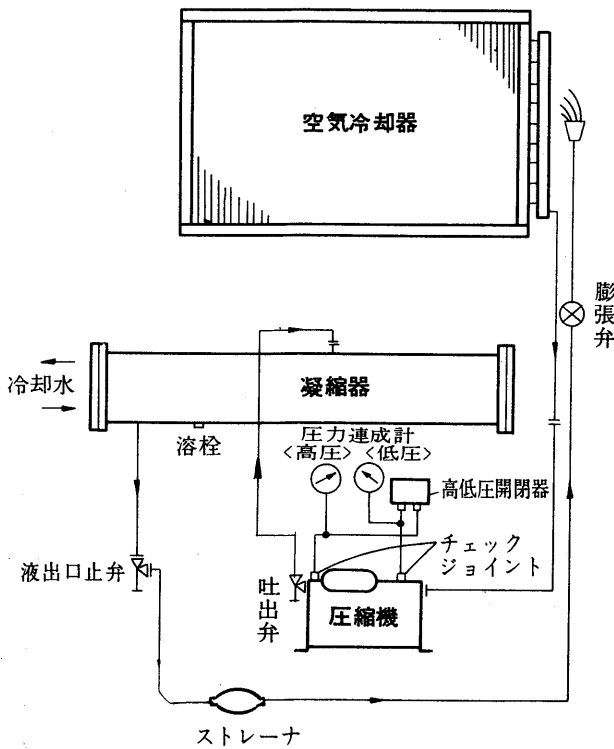 空気冷却器
膨張弁
冷却水
凝縮器
溶栓
圧力連成計
<高圧> <低圧>
高低圧開閉器
チェック
ジョイント
液出口止弁
吐出弁
圧縮機
ストレーナ